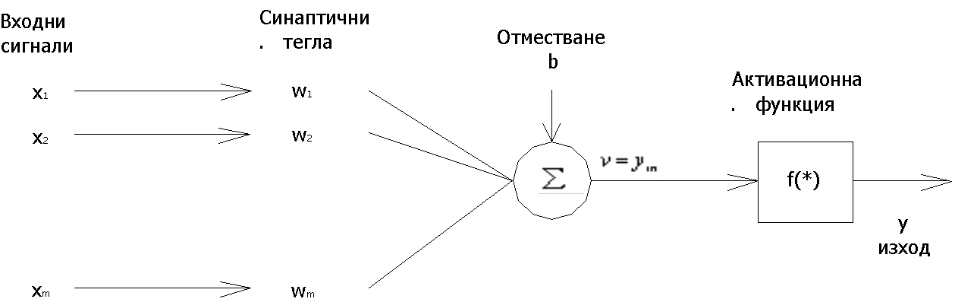 Входни
сигнали
Синаптични
. тегла
Отместване
b
Активационна
. функция
x₁
w₁
x₂
w₂
Σ
ν = yᵢₙ
f(*)
y
изход
xₘ
wₘ